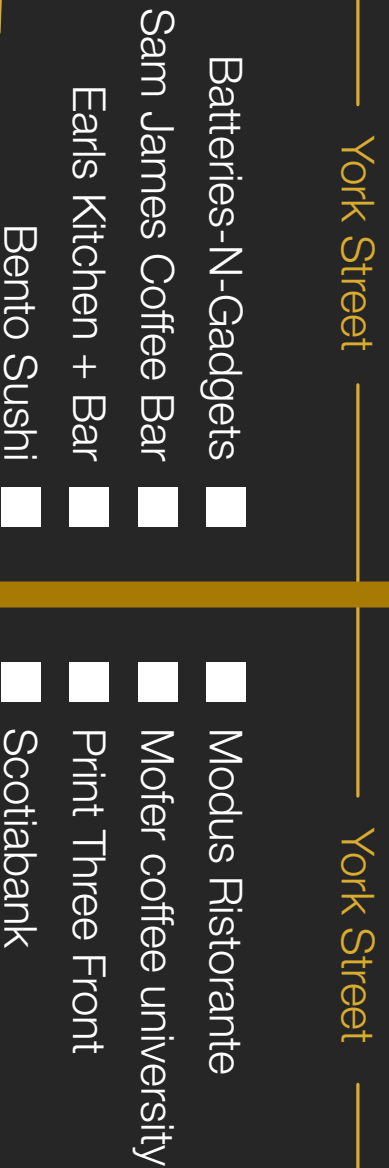 York Street
York Street
Batteries-N-Gadgets
Modus Ristorante
Sam James Coffee Bar
Mofer coffee university
Earls Kitchen + Bar
Print Three Front
Bento Sushi
Scotiabank